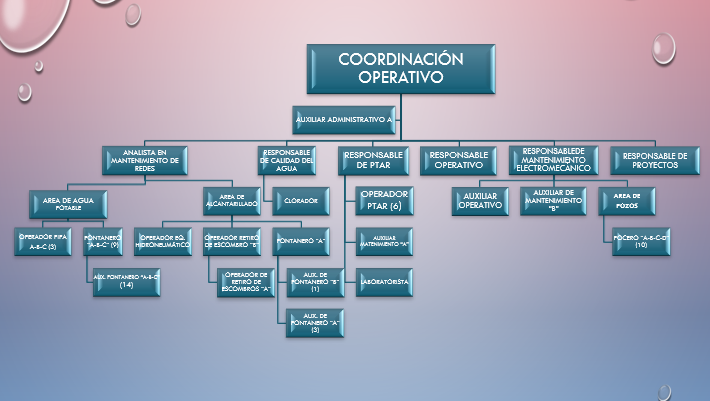 COORDINACIÓN
OPERATIVO
AUXILIAR ADMINISTRATIVO A
ANALISTA EN
MANTENIMIENTO DE
REDES
RESPONSABLE
DE CALIDAD DEL
AGUA
RESPONSABLE
DE PTAR
RESPONSABLE
OPERATIVO
RESPONSABLEDE
MANTENIMIENTO
ELECTROMECÁNICO
RESPONSABLE DE
PROYECTOS
AREA DE AGUA
POTABLE
AREA DE
ALCANTARILLADO
CLORADOR
OPERADOR
PTAR (6)
AUXILIAR
OPERATIVO
AUXILIAR DE
MANTENIMIENTO
"B"
AREA DE
POZOS
OPERADOR PIPA
A-B-C (3)
FONTANERO
"A-B-C" (9)
OPERADOR EQ.
HIDRONEUMÁTICO
OPERADOR RETIRO
DE ESCOMBRO "B"
FONTANERO "A"
AUXILIAR
MATENIMIENTO "A"
POCERO "A-B-C-D"
(10)
AUX. FONTANERO "A-B-C"
(14)
OPERADOR DE
RETIRO DE
ESCOMBROS "A"
AUX. DE
FONTANERO "B"
(1)
LABORATORISTA
AUX. DE
FONTANERO "A"
(3)